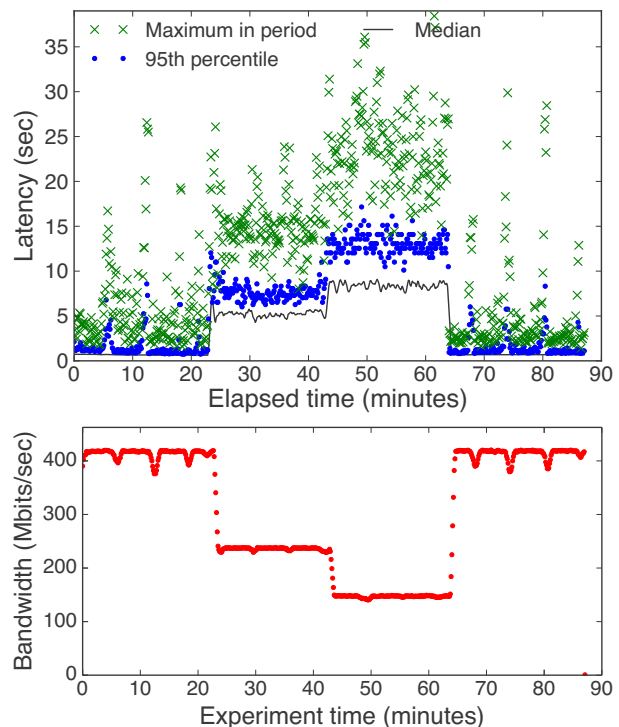 Maximum in period
Median
95th percentile
Latency (sec)
40
35
30
25
20
15
10
5
0
0 10 20 30 40 50 60 70 80 90
Elapsed time (minutes)
Bandwidth (Mbits/sec)
400
300
200
100
0
0 10 20 30 40 50 60 70 80 90
Experiment time (minutes)